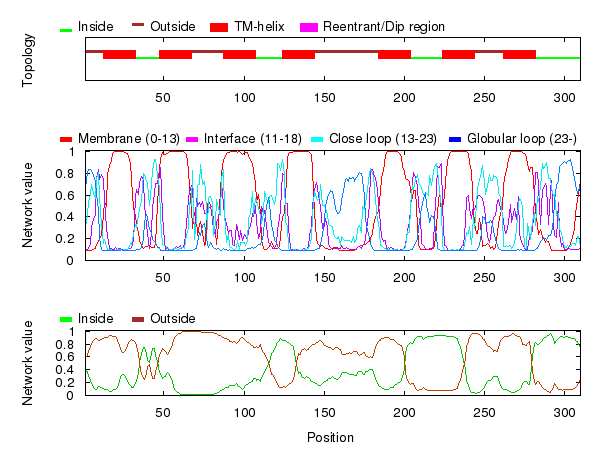 Inside Outside TM-helix Reentrant/Dip region
Topology
50 100 150 200 250 300
Membrane (0-13) Interface (11-18) Close loop (13-23) Globular loop (23-)
Network value
1
0.8
0.6
0.4
0.2
0
50 100 150 200 250 300
Inside Outside
Network value
1
0.8
0.6
0.4
0.2
0
50 100 150 200 250 300
Position